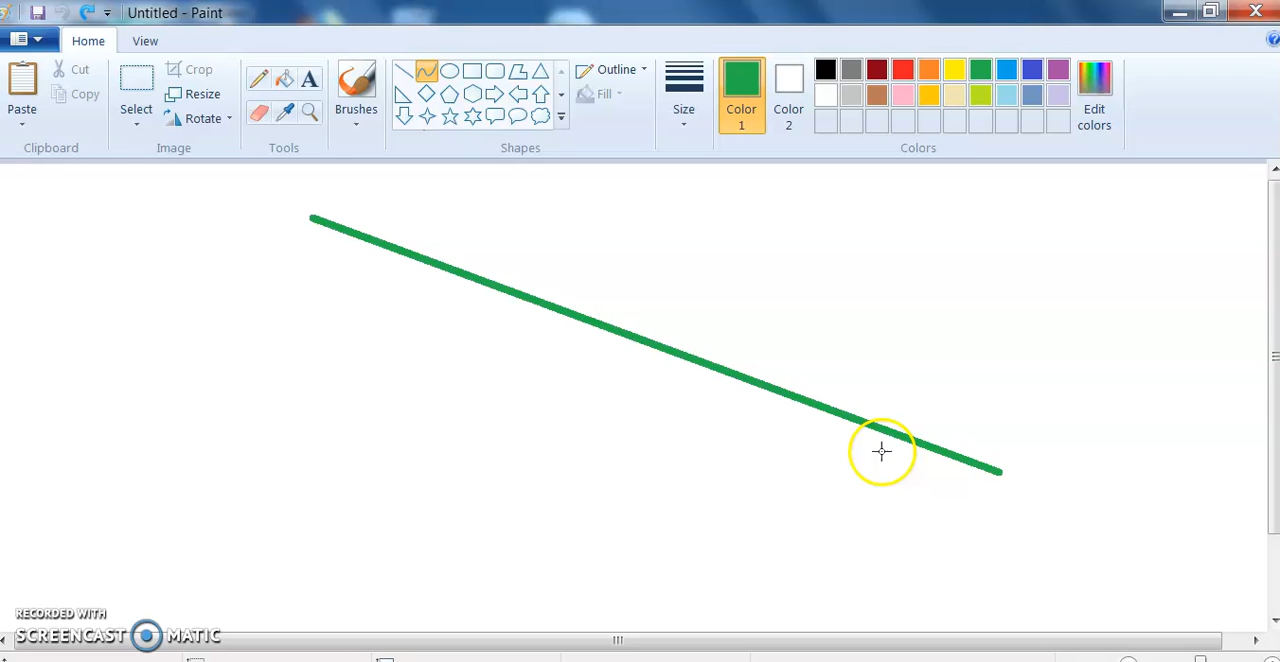 Untitled - Paint
Home View
Paste
Cut
Copy
Clipboard
Select
Crop
Resize
Rotate
Image
A
Tools
Brushes
Outline
Fill
Shapes
Size
Color 1
Color 2
Edit colors
Colors
RECORDED WITH
SCREENCAST MATIC